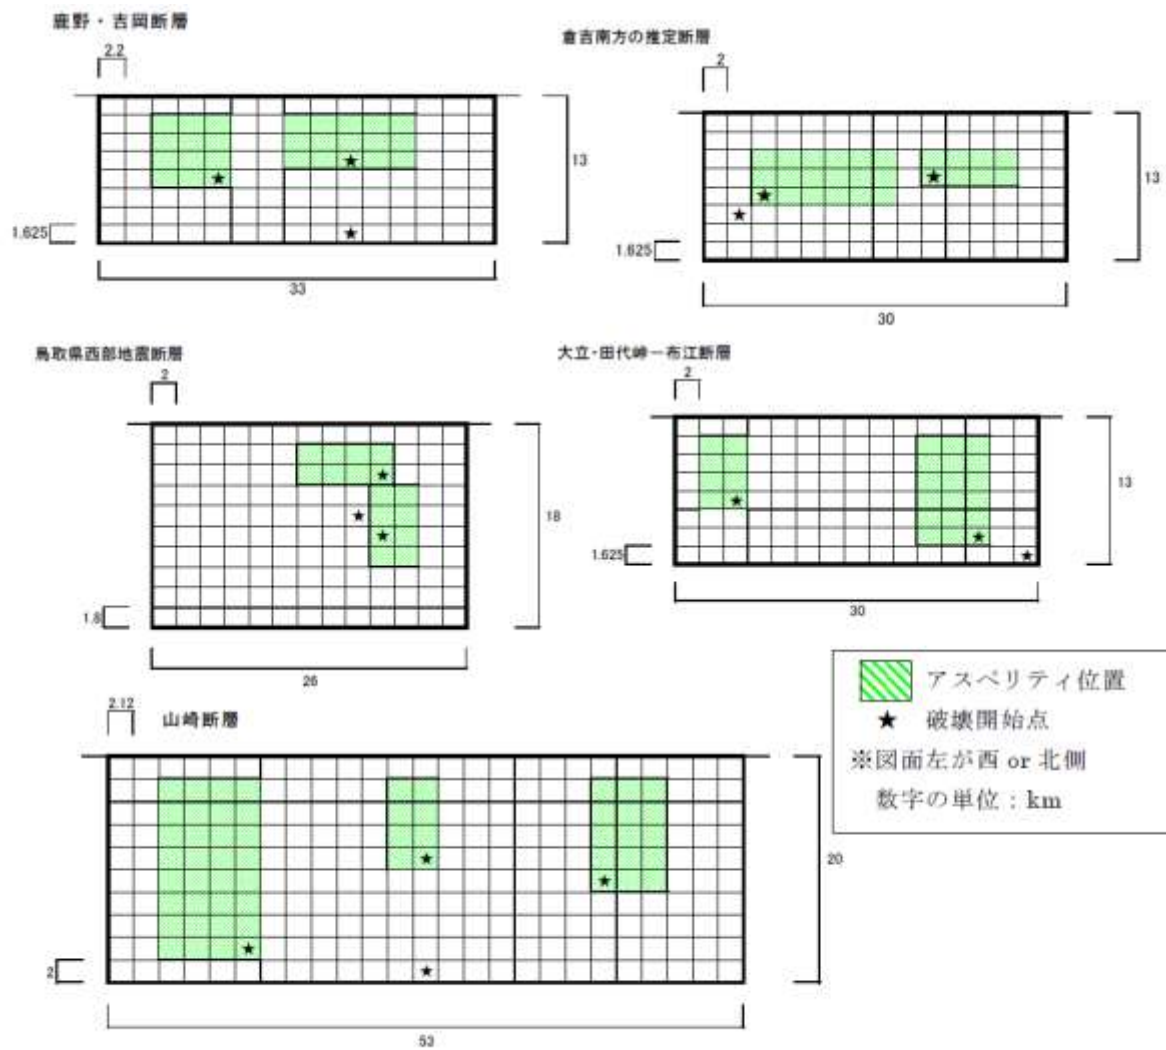 鹿野・吉岡断層
2.2
13
1.625
33
倉吉南方の推定断層
2
13
1.625
30
鳥取県西部地震断層
2
18
1.8
26
大立・田代峠ー布江断層
2
13
1.625
30
アスペリティ位置
★ 破壊開始点
※図面左が西 or 北側
数字の単位：km
2.12
山崎断層
20
2
53